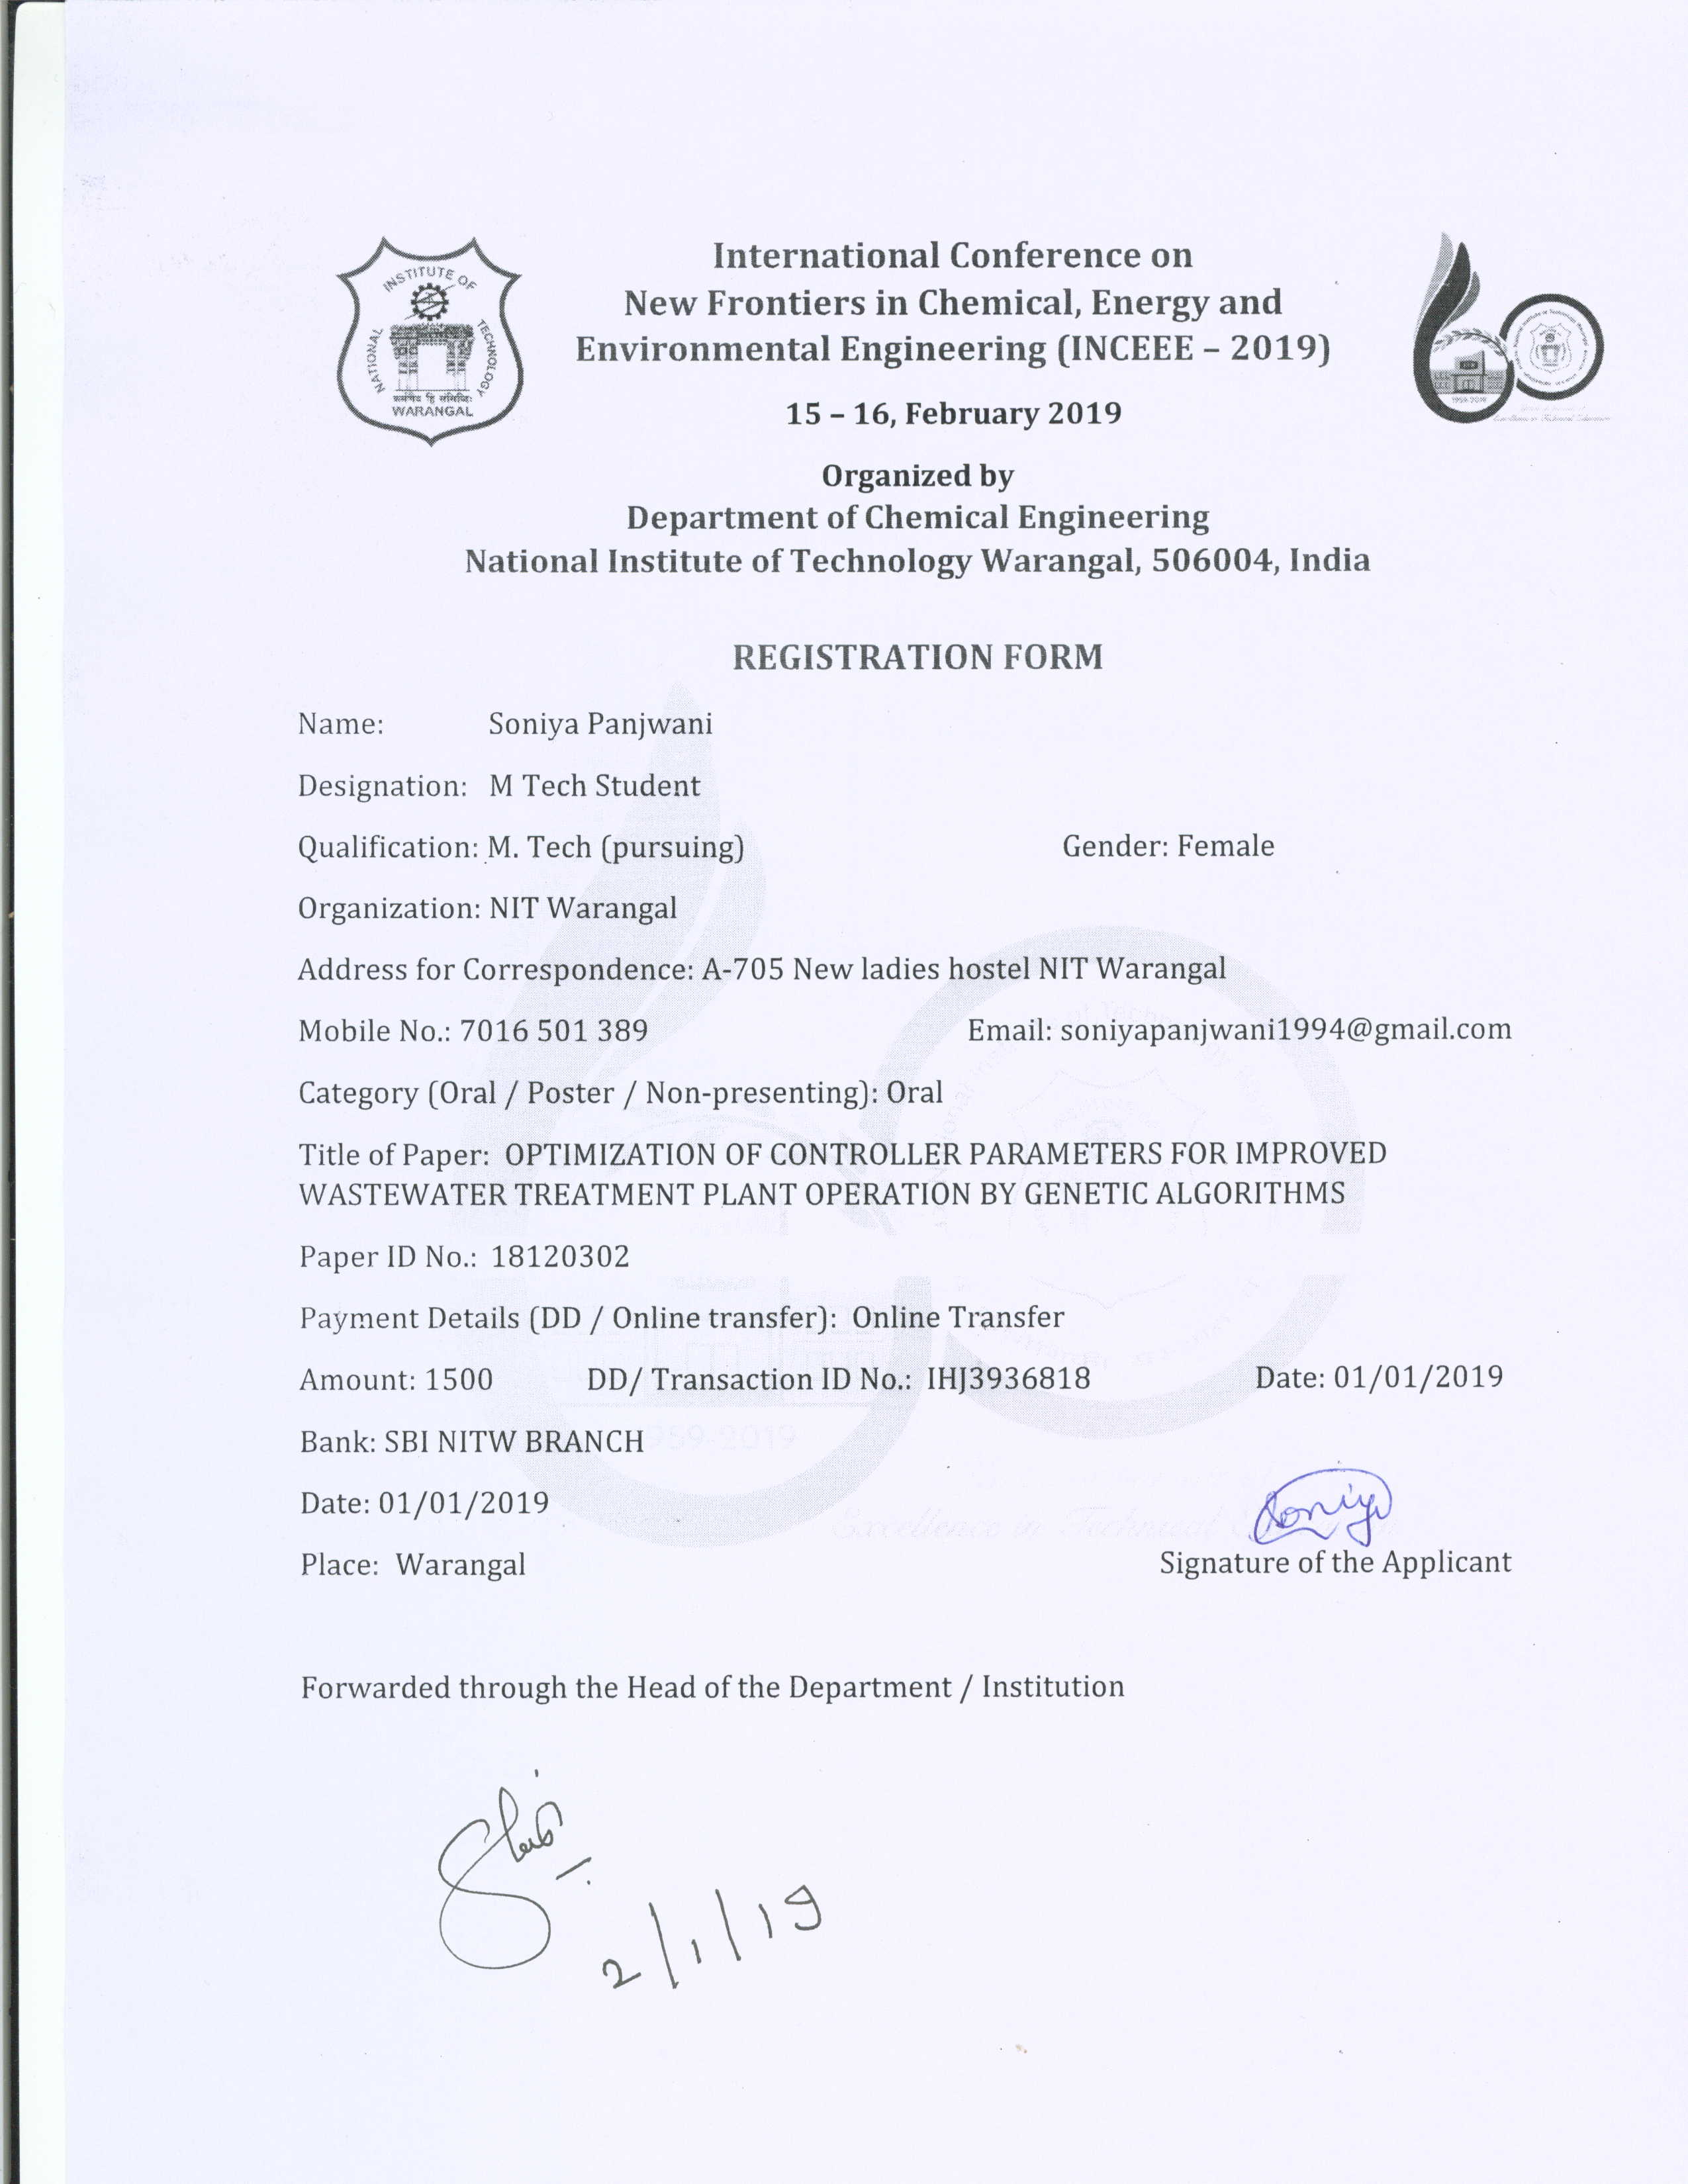 International Conference on
New Frontiers in Chemical, Energy and
Environmental Engineering (INCEEE – 2019)
15 – 16, February 2019
Organized by
Department of Chemical Engineering
National Institute of Technology Warangal, 506004, India
NATIONAL INSTITUTE OF TECHNOLOGY
WARANGAL
1959-2019
REGISTRATION FORM
Name: Soniya Panjwani
Designation: M Tech Student
Qualification: M. Tech (pursuing) Gender: Female
Organization: NIT Warangal
Address for Correspondence: A-705 New ladies hostel NIT Warangal
Mobile No.: 7016 501 389 Email: soniyapanjwani1994@gmail.com
Category (Oral / Poster / Non-presenting): Oral
Title of Paper: OPTIMIZATION OF CONTROLLER PARAMETERS FOR IMPROVED
WASTEWATER TREATMENT PLANT OPERATION BY GENETIC ALGORITHMS
Paper ID No.: 18120302
Payment Details (DD / Online transfer): Online Transfer
Amount: 1500 DD/ Transaction ID No.: IHJ3936818 Date: 01/01/2019
Bank: SBI NITW BRANCH
Date: 01/01/2019
Soniya
Place: Warangal Signature of the Applicant
Forwarded through the Head of the Department / Institution
2/1/19